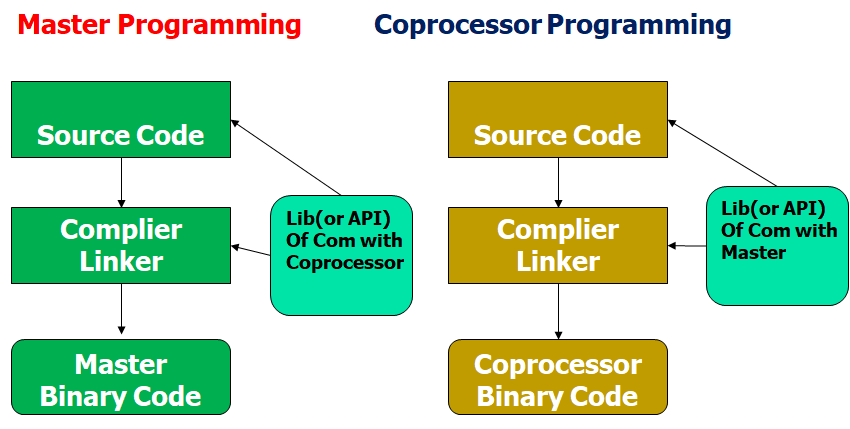 Master Programming
Coprocessor Programming
Source Code
Complier
Linker
Master
Binary Code
Lib(or API)
Of Com with
Coprocessor
Source Code
Complier
Linker
Coprocessor
Binary Code
Lib(or API)
Of Com with
Master